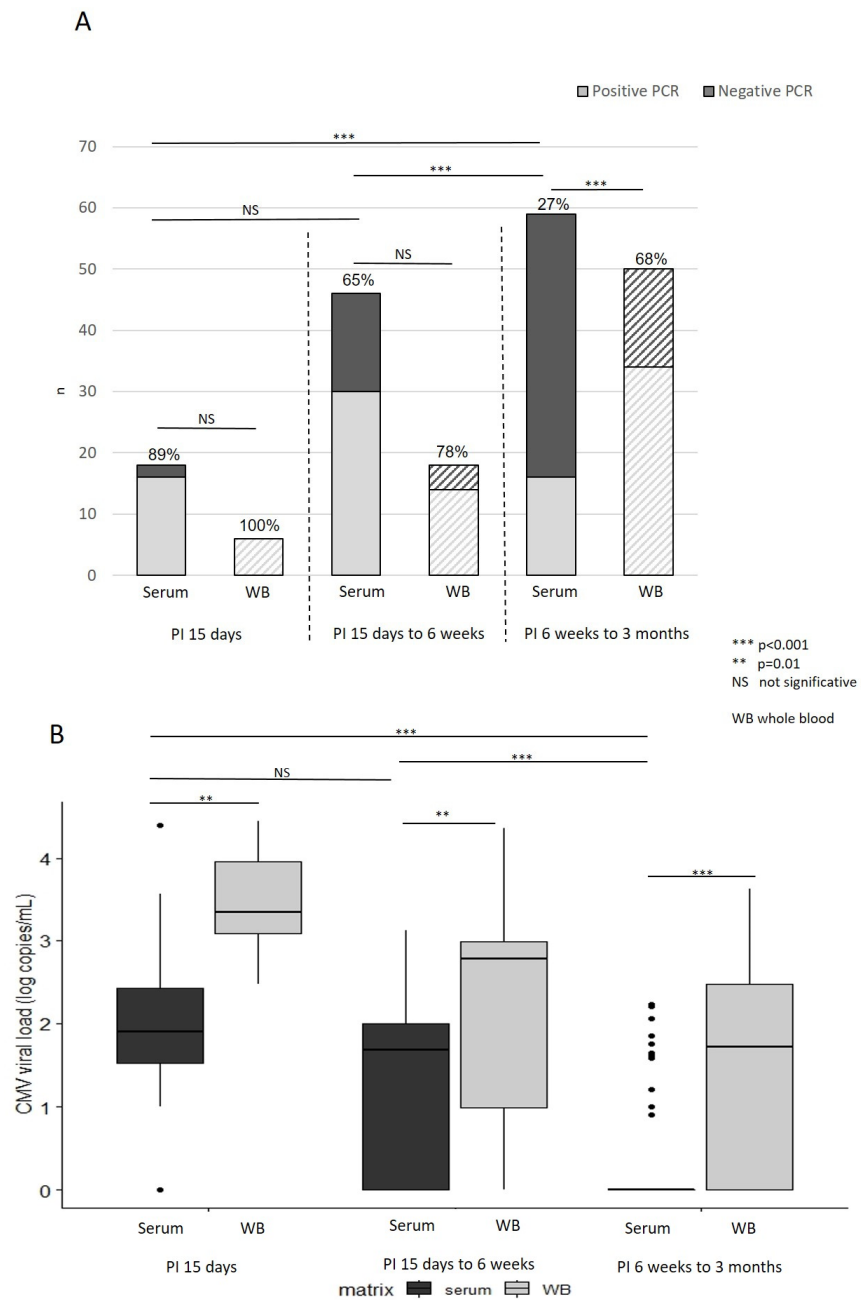 A
Positive PCR Negative PCR
70
60
50
40
30
20
10
0
n
***
***
***
NS
NS
NS
89%
100%
65%
78%
27%
68%
Serum WB Serum WB Serum WB
PI 15 days PI 15 days to 6 weeks PI 6 weeks to 3 months
*** p<0.001
** p=0.01
NS not significative
WB whole blood
B
***
***
NS
**
**
***
CMV viral load (log copies/mL)
4
3
2
1
0
Serum WB Serum WB Serum WB
PI 15 days PI 15 days to 6 weeks PI 6 weeks to 3 months
matrix serum WB